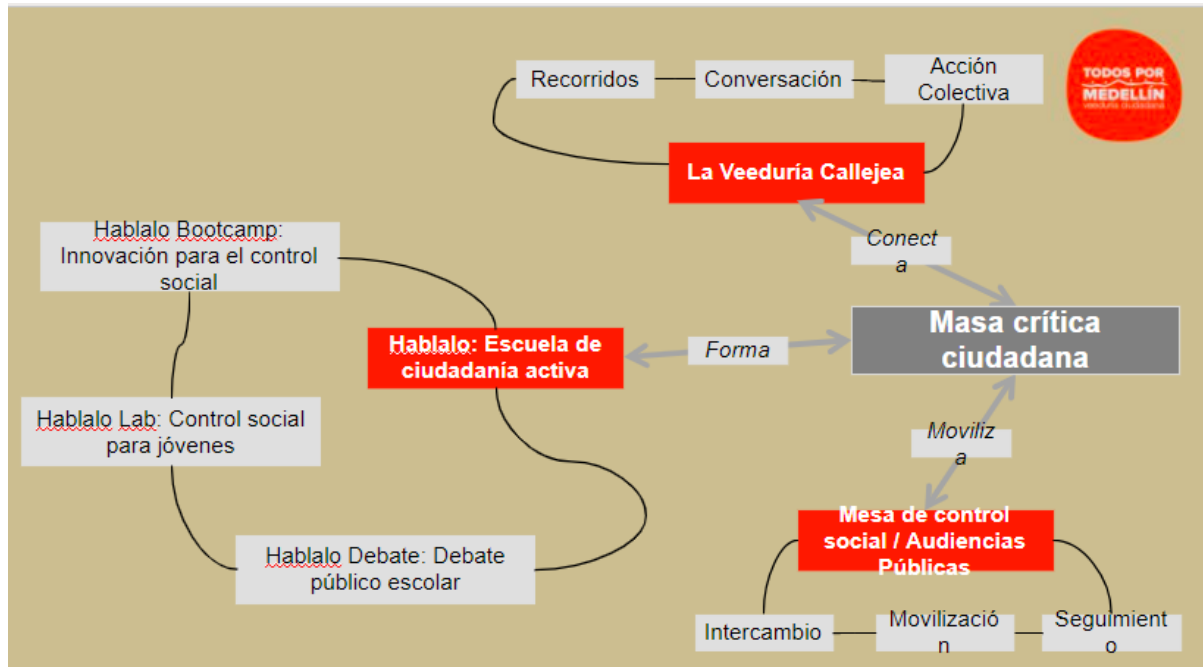 Recorridos
Conversación
Acción
Colectiva
TODOS POR
MEDELLÍN
veeduría ciudadana
La Veeduría Callejea
Hablalo Bootcamp:
Innovación para el control
social
Conect
a
Masa crítica
ciudadana
Hablalo: Escuela de
ciudadanía activa
Forma
Hablalo Lab: Control social
para jóvenes
Moviliz
a
Mesa de control
social / Audiencias
Públicas
Hablalo Debate: Debate
público escolar
Intercambio
Movilizació
n
Seguimient
o